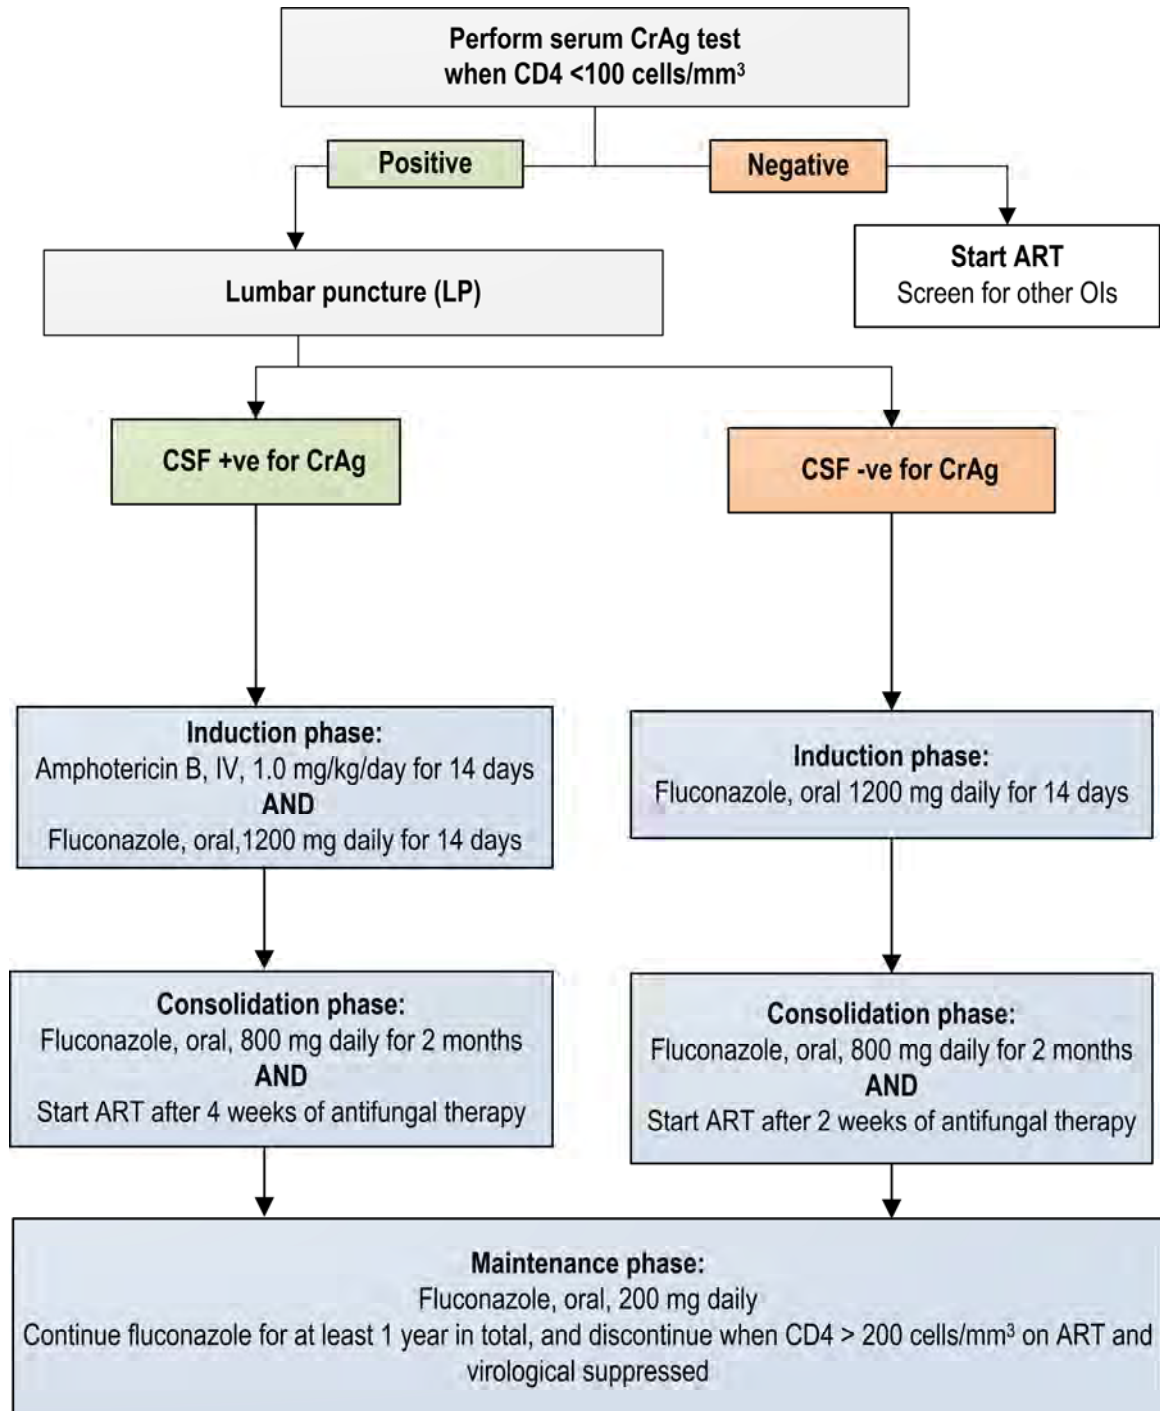 Perform serum CrAg test
when CD4 <100 cells/mm³
Positive
Negative
Start ART
Screen for other OIs
Lumbar puncture (LP)
CSF +ve for CrAg
CSF -ve for CrAg
Induction phase:
Amphotericin B, IV, 1.0 mg/kg/day for 14 days
AND
Fluconazole, oral,1200 mg daily for 14 days
Induction phase:
Fluconazole, oral 1200 mg daily for 14 days
Consolidation phase:
Fluconazole, oral, 800 mg daily for 2 months
AND
Start ART after 4 weeks of antifungal therapy
Consolidation phase:
Fluconazole, oral, 800 mg daily for 2 months
AND
Start ART after 2 weeks of antifungal therapy
Maintenance phase:
Fluconazole, oral, 200 mg daily
Continue fluconazole for at least 1 year in total, and discontinue when CD4 > 200 cells/mm³ on ART and
virological suppressed